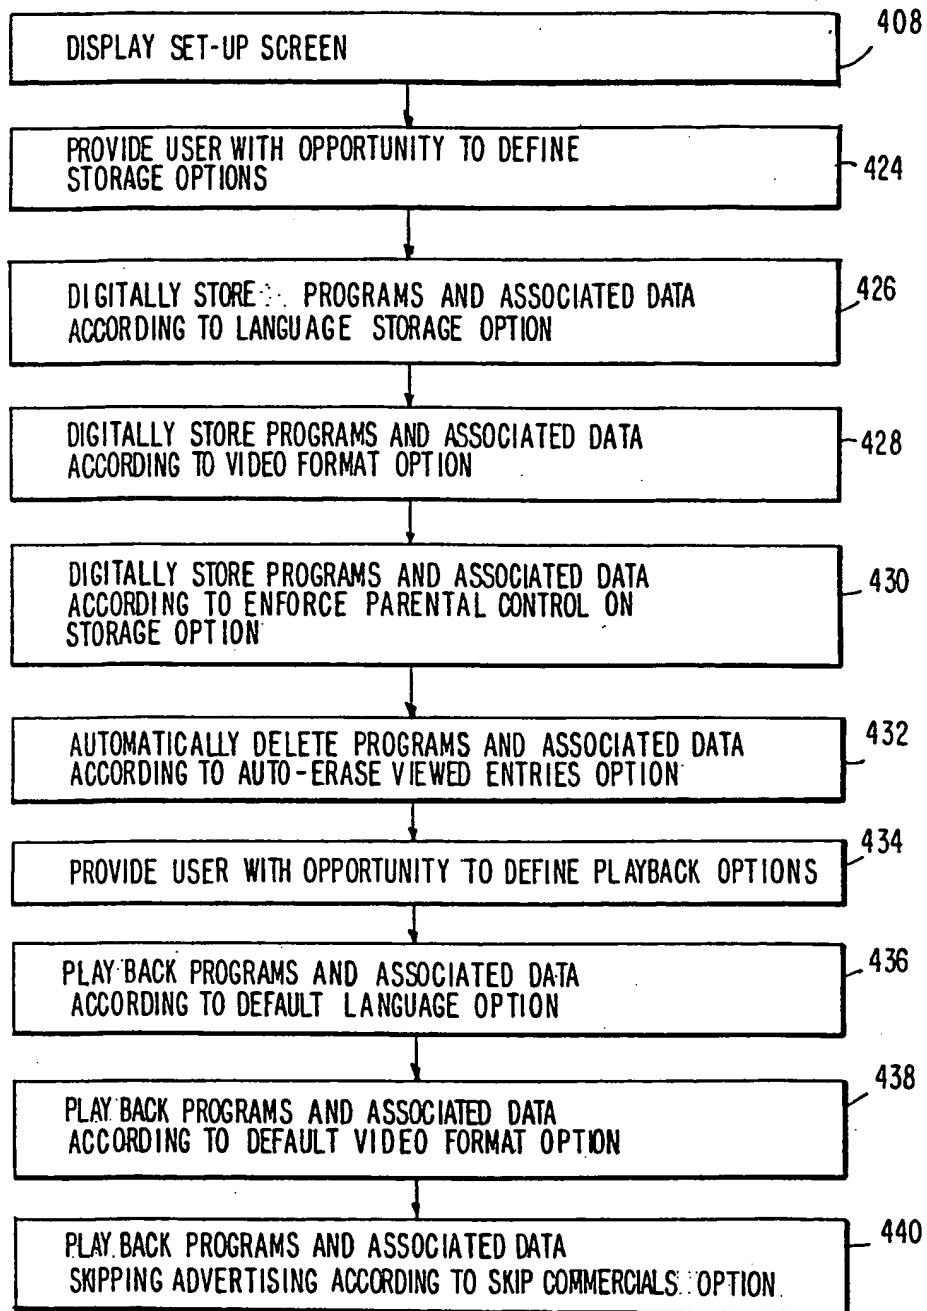 DISPLAY SET-UP SCREEN
408
PROVIDE USER WITH OPPORTUNITY TO DEFINE
STORAGE OPTIONS
424
DIGITALLY STORE PROGRAMS AND ASSOCIATED DATA
ACCORDING TO LANGUAGE STORAGE OPTION
426
DIGITALLY STORE PROGRAMS AND ASSOCIATED DATA
ACCORDING TO VIDEO FORMAT OPTION
428
DIGITALLY STORE PROGRAMS AND ASSOCIATED DATA
ACCORDING TO ENFORCE PARENTAL CONTROL ON
STORAGE OPTION
430
AUTOMATICALLY DELETE PROGRAMS AND ASSOCIATED DATA
ACCORDING TO AUTO-ERASE VIEWED ENTRIES OPTION
432
PROVIDE USER WITH OPPORTUNITY TO DEFINE PLAYBACK OPTIONS
434
PLAY BACK PROGRAMS AND ASSOCIATED DATA
ACCORDING TO DEFAULT LANGUAGE OPTION
436
PLAY BACK PROGRAMS AND ASSOCIATED DATA
ACCORDING TO DEFAULT VIDEO FORMAT OPTION
438
PLAY BACK PROGRAMS AND ASSOCIATED DATA
SKIPPING ADVERTISING ACCORDING TO SKIP COMMERCIALS OPTION
440